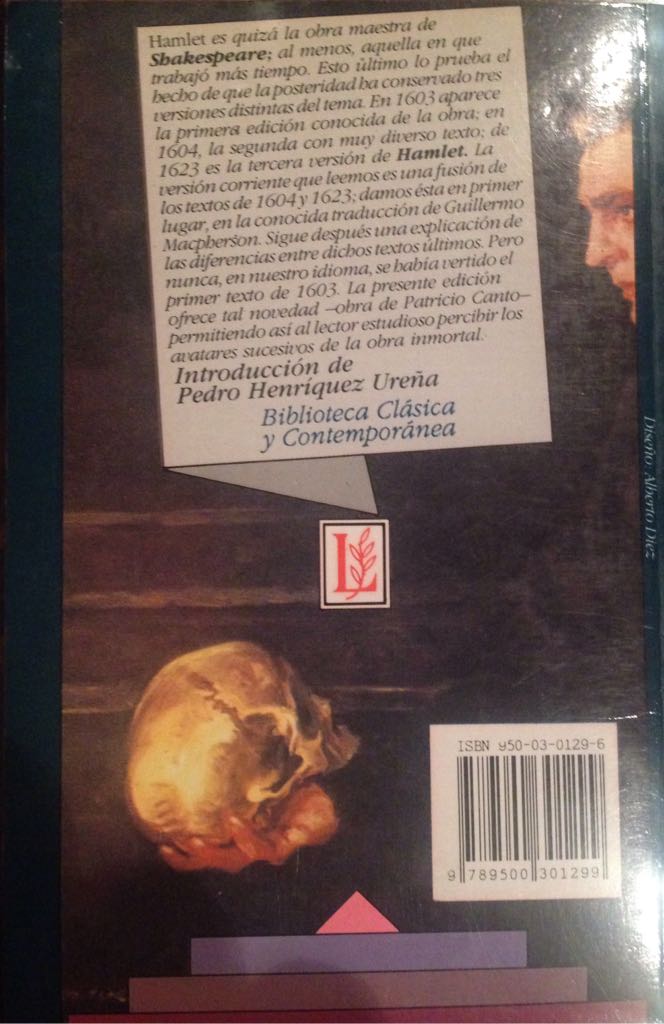 Hamlet es quizá la obra maestra de
Shakespeare; al menos, aquella en que
trabajó más tiempo. Esto último lo prueba el
hecho de que la posteridad ha conservado tres
versiones distintas del tema. En 1603 aparece
la primera edición conocida de la obra; en
1604, la segunda con muy diverso texto; de
1623 es la tercera versión de Hamlet. La
versión corriente que leemos es una fusión de
los textos de 1604 y 1623; damos ésta en primer
lugar, en la conocida traducción de Guillermo
Macpherson. Sigue después una explicación de
las diferencias entre dichos textos últimos. Pero
nunca, en nuestro idioma, se había vertido el
primer texto de 1603. La presente edición
ofrece tal novedad —obra de Patricio Canto—
permitiendo así al lector estudioso percibir los
avatares sucesivos de la obra inmortal.
Introducción de
Pedro Henríquez Ureña
Biblioteca Clásica
y Contemporánea
Diseño: Alberto Diez
L
ISBN 950-03-0129-6
9 789500 301299